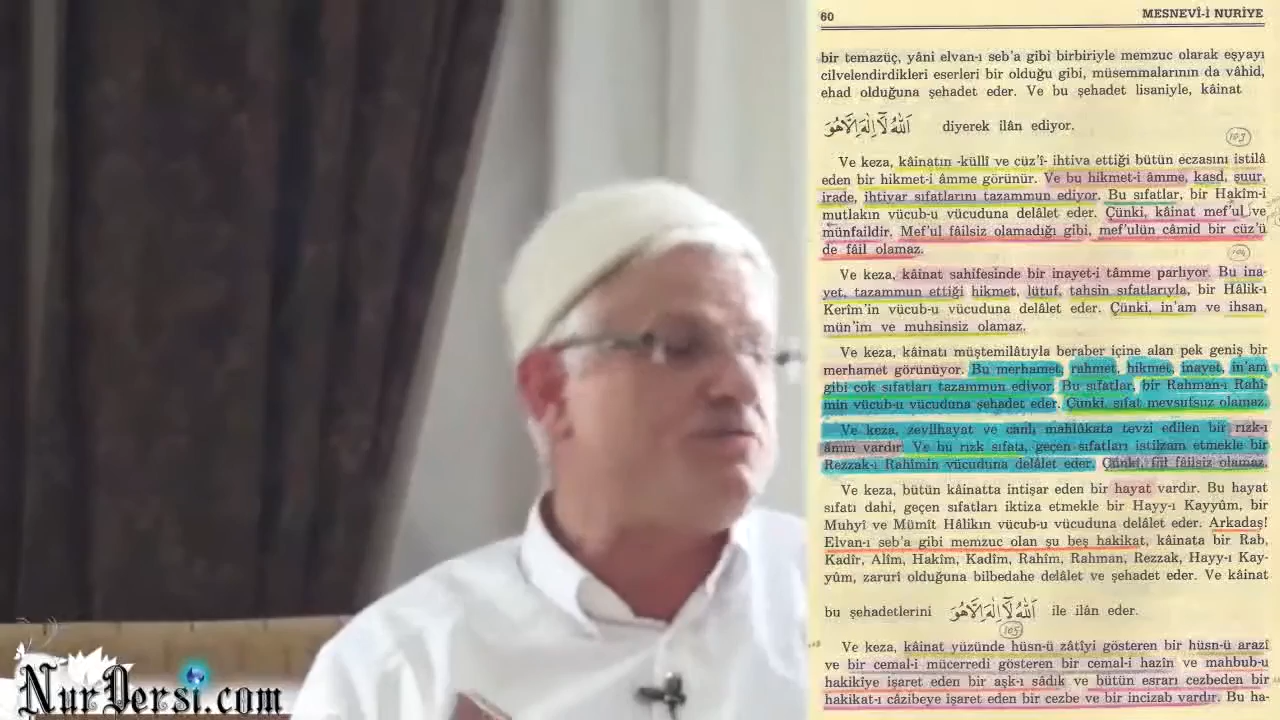 60
MESNEVÎ-İ NURİYE
bir temazüç, yâni elvan-ı seb'a gibi birbiriyle memzuc olarak eşyayı
cilvelendirdikleri eserleri bir olduğu gibi, müsemmalarının da vâhid,
ehad olduğuna şehadet eder. Ve bu şehadet lisaniyle, kâinat
اَللّٰهُ لَٓا اِلٰهَ اِلَّا هُوَ diyerek ilân ediyor.
103
Ve keza, kâinatın -küllî ve cüz'î- ihtiva ettiği bütün eczasını istilâ
eden bir hikmet-i âmme görünür. Ve bu hikmet-i âmme, kasd, şuur,
irade, ihtiyar sıfatlarını tazammun ediyor. Bu sıfatlar, bir Hakîm-i
mutlakın vücub-u vücuduna delâlet eder. Çünki, kâinat mef'ul ve
münfaildir. Mef'ul fâilsiz olamadığı gibi, mef'ulün câmid bir cüz'ü
de fâil olamaz.
104
Ve keza, kâinat sahifesinde bir inayet-i tâmme parlıyor. Bu ina-
yet, tazammun ettiği hikmet, lütuf, tahsin sıfatlarıyla, bir Hâlik-ı
Kerîm'in vücub-u vücuduna delâlet eder. Çünki, in'am ve ihsan,
mün'im ve muhsinsiz olamaz.
Ve keza, kâinatı müştemilâtıyla beraber içine alan pek geniş bir
merhamet görünüyor. Bu merhamet, rahmet, hikmet, inayet, in'am
gibi çok sıfatları tazammun ediyor. Bu sıfatlar, bir Rahman-ı Rahî-
min vücub-u vücuduna şehadet eder. Çünki, sıfat mevsufsuz olamaz.
Ve keza, zevilhayat ve canlı mahlûkata tevzi edilen bir rızk-ı
âmm vardır. Ve bu rızk sıfatı, geçen sıfatları istilzam etmekle bir
Rezzak-ı Rahîmin vücuduna delâlet eder. Çünki, fiil fâilsiz olamaz.
Ve keza, bütün kâinatta intişar eden bir hayat vardır. Bu hayat
sıfatı dahi, geçen sıfatları iktiza etmekle bir Hayy-ı Kayyûm, bir
Muhyî ve Mümît Hâlikın vücub-u vücuduna delâlet eder. Arkadaş!
Elvan-ı seb'a gibi memzuc olan şu beş hakikat, kâinata bir Rab,
Kadîr, Alîm, Hakîm, Kadîm, Rahîm, Rahman, Rezzak, Hayy-ı Kay-
yûm, zarurî olduğuna bilbedahe delâlet ve şehadet eder. Ve kâinat
bu şehadetlerini اَللّٰهُ لَٓا اِلٰهَ اِلَّا هُوَ ile ilân eder.
105
Ve keza, kâinat yüzünde hüsn-ü zâtîyi gösteren bir hüsn-ü arazî
ve bir cemal-i mücerredi gösteren bir cemal-i hazîn ve mahbub-u
hakikîye işaret eden bir aşk-ı sâdık ve bütün esrarı cezbeden bir
hakikat-ı câzibeye işaret eden bir cezbe ve bir incizab vardır. Bu ha-
NurDersi.com